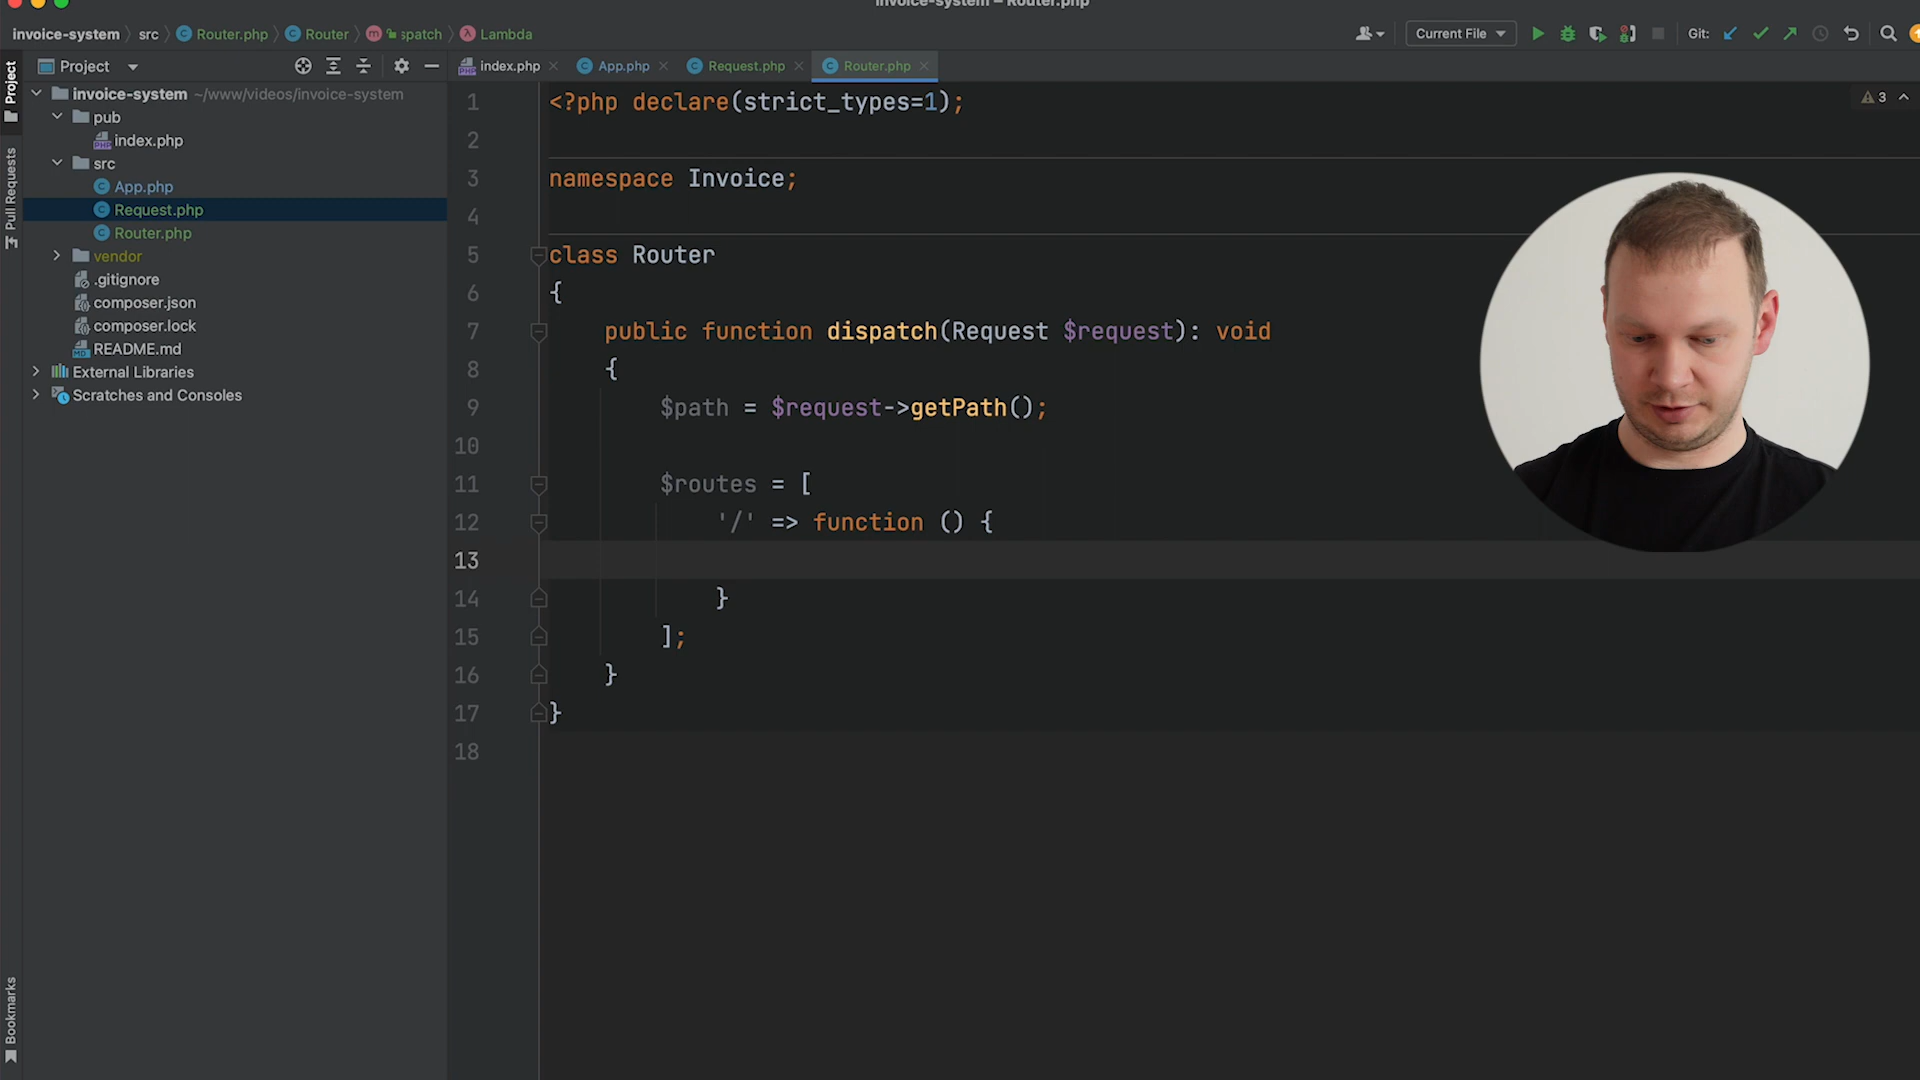 invoice-system – Router.php
invoice-system src Router.php Router spatch Lambda
Current File
Git:
Project
index.php
App.php
Request.php
Router.php
3
Project
Pull Requests
Bookmarks
invoice-system ~/www/videos/invoice-system
pub
index.php
src
App.php
Request.php
Router.php
vendor
.gitignore
composer.json
composer.lock
README.md
External Libraries
Scratches and Consoles
1 <?php declare(strict_types=1);
2
3 namespace Invoice;
4
5 class Router
6 {
7 public function dispatch(Request $request): void
8 {
9 $path = $request->getPath();
10
11 $routes = [
12 '/' => function () {
13
14 }
15 ];
16 }
17 }
18